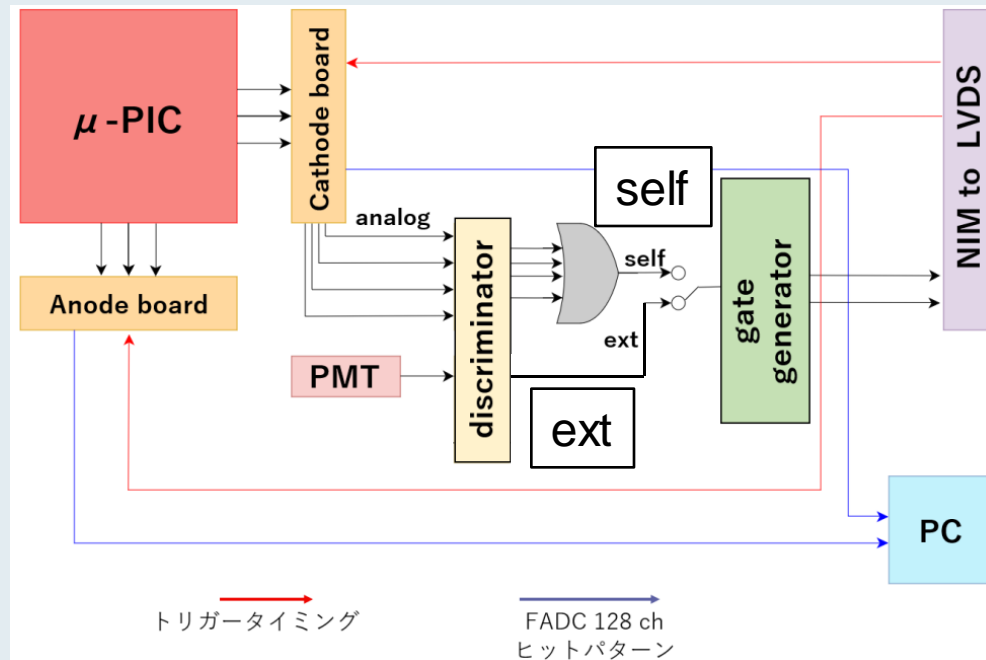 μ-PIC
Cathode board
NIM to LVDS
self
analog
discriminator
self
gate
generator
Anode board
ext
PMT
ext
PC
トリガータイミング
FADC 128 ch
ヒットパターン